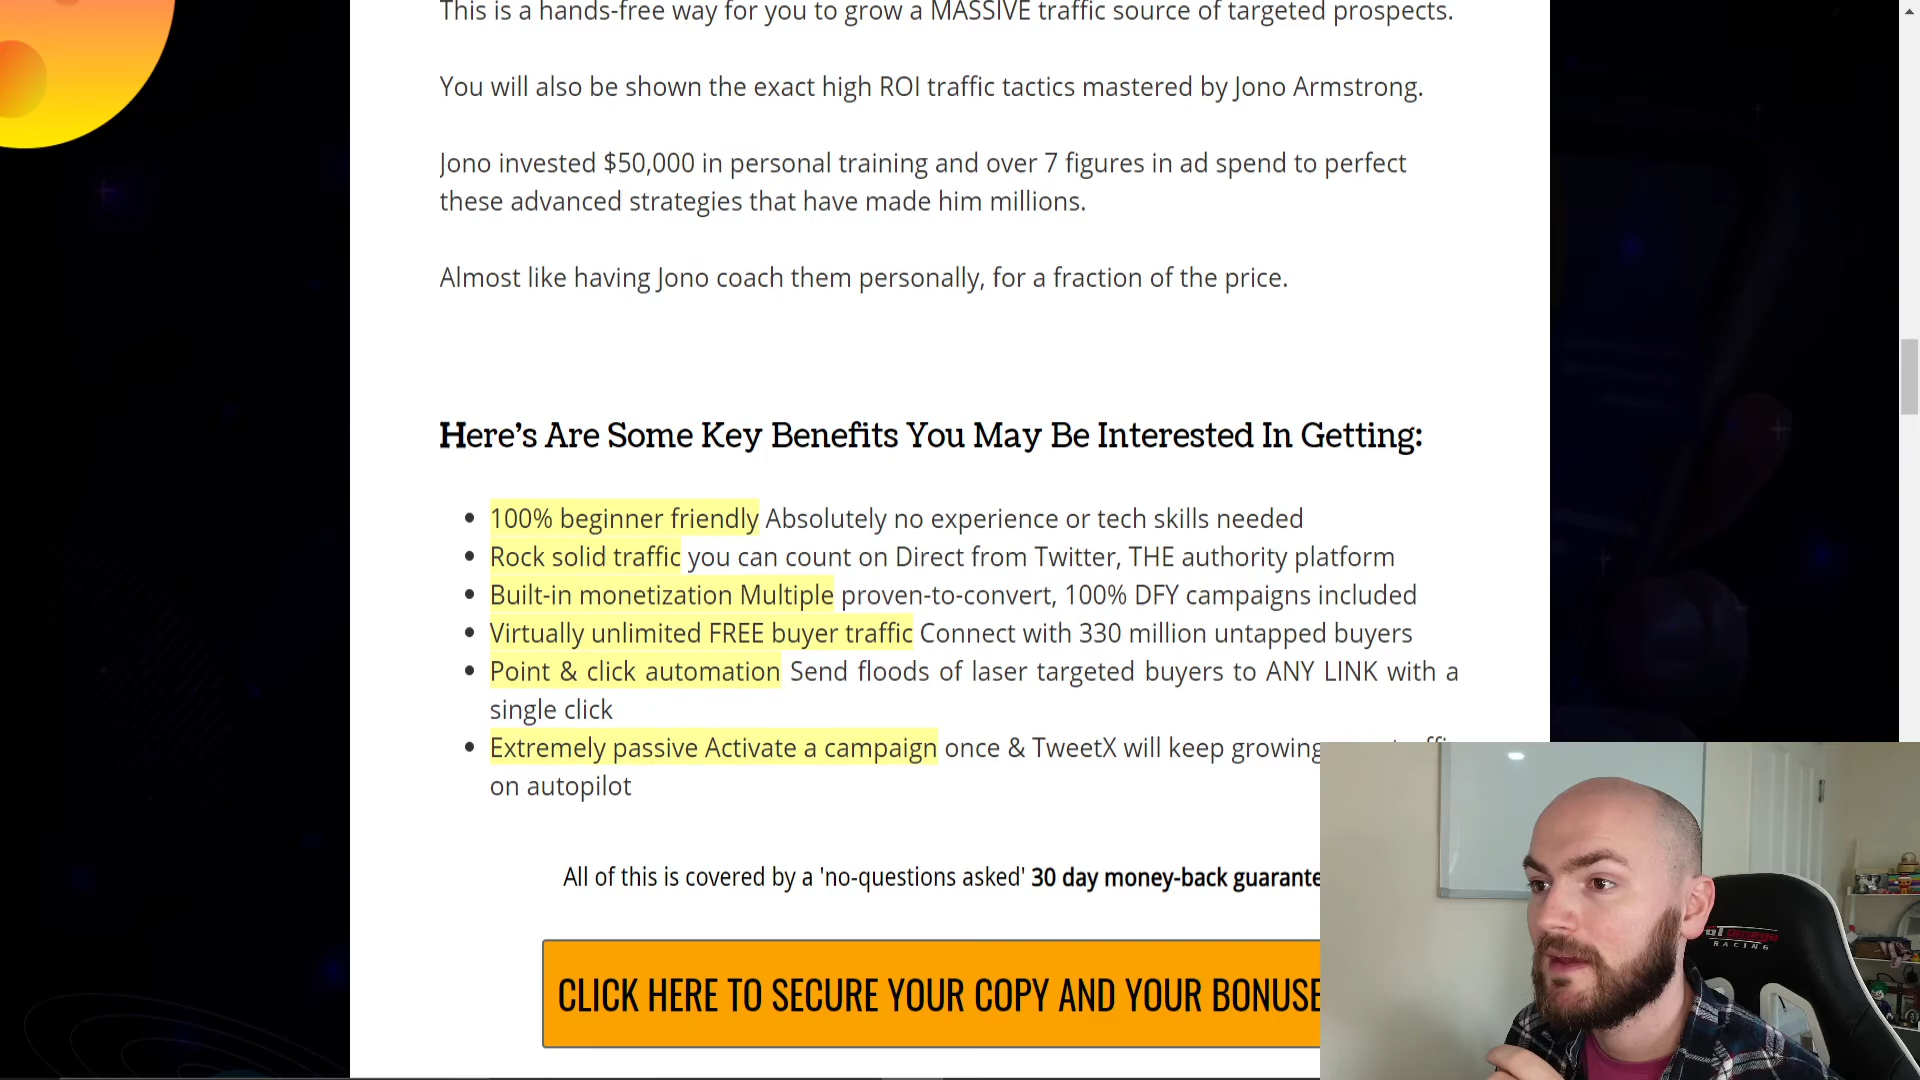 This is a hands-free way for you to grow a MASSIVE traffic source of targeted prospects.
You will also be shown the exact high ROI traffic tactics mastered by Jono Armstrong.
Jono invested $50,000 in personal training and over 7 figures in ad spend to perfect
these advanced strategies that have made him millions.
Almost like having Jono coach them personally, for a fraction of the price.
Here's Are Some Key Benefits You May Be Interested In Getting:
100% beginner friendly Absolutely no experience or tech skills needed
Rock solid traffic you can count on Direct from Twitter, THE authority platform
Built-in monetization Multiple proven-to-convert, 100% DFY campaigns included
Virtually unlimited FREE buyer traffic Connect with 330 million untapped buyers
Point & click automation Send floods of laser targeted buyers to ANY LINK with a
single click
Extremely passive Activate a campaign once & TweetX will keep growing
on autopilot
All of this is covered by a 'no-questions asked' 30 day money-back guarante
CLICK HERE TO SECURE YOUR COPY AND YOUR BONUSE
RACING